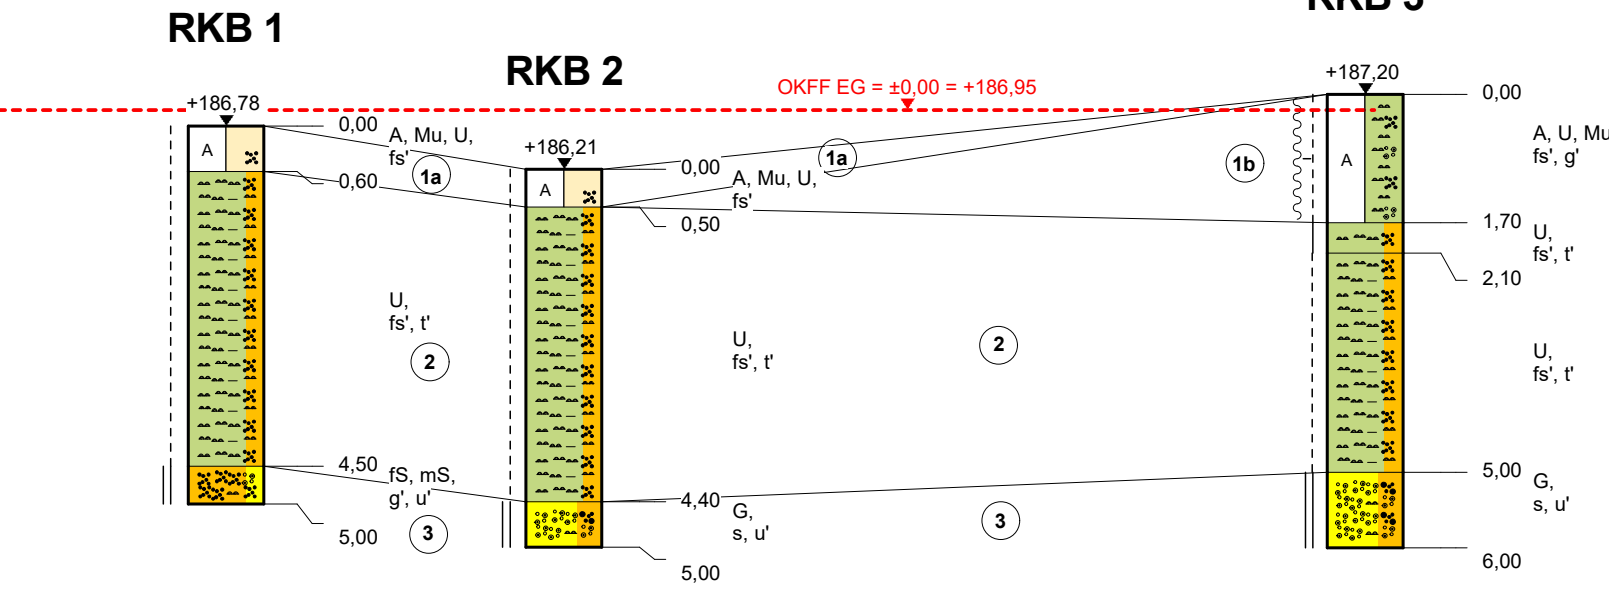 RKB 1
RKB 2
RKB 3
OKFF EG = ±0,00 = +186,95
+186,78
A
0,00
0,60
A, Mu, U,
fs'
1a
U,
fs', t'
2
4,50
fS, mS,
g', u'
5,00
3
+186,21
A
0,00
A, Mu, U,
fs'
0,50
1a
U,
fs', t'
2
4,40
G,
s, u'
5,00
3
1b
+187,20
A
0,00
A, U, Mu
fs', g'
1,70
U,
fs', t'
2,10
U,
fs', t'
5,00
G,
s, u'
6,00